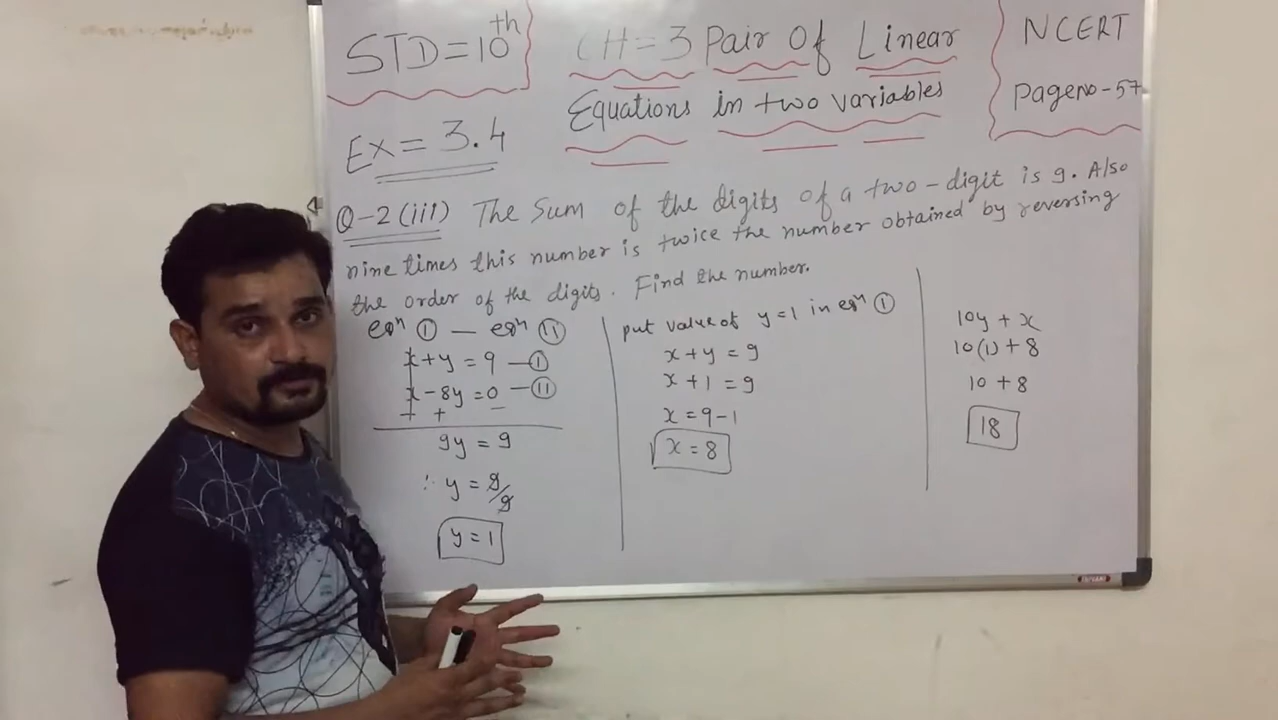 STD=10th
CH=3 Pair Of Linear
Equations in two variables
NCERT
Pageno-57
Ex= 3.4
Q-2(iii) The Sum of the digits of a two-digit is 9. Also
nine times this number is twice the number obtained by reversing
the order of the digits. Find the number.
eqⁿ ① — eqⁿ ⑪
x+y = 9 —①
x-8y = 0 —⑪
- + -
9y = 9
∴ y = 9/9
y = 1
put value of y=1 in eqⁿ ①
x+y = 9
x+1 = 9
x = 9-1
x = 8
10y + x
10(1) + 8
10 + 8
18